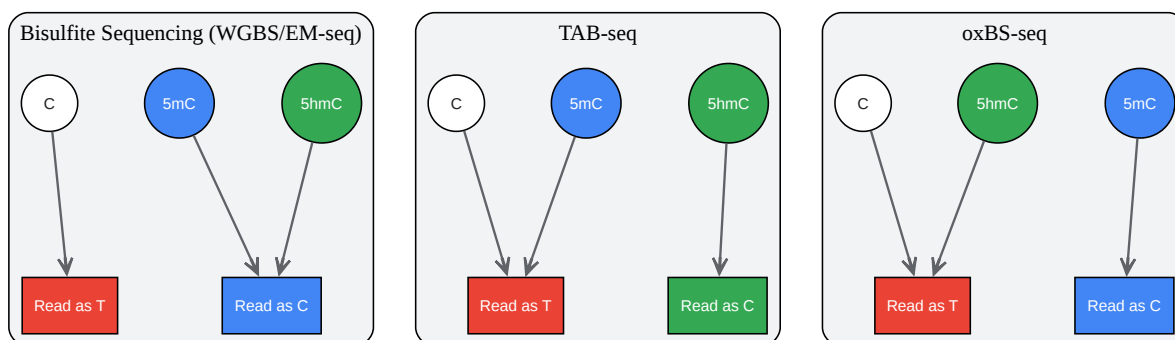 Bisulfite Sequencing (WGBS/EM-seq)
C
5mC
5hmC
Read as T
Read as C
TAB-seq
C
5mC
5hmC
Read as T
Read as C
oxBS-seq
C
5hmC
5mC
Read as T
Read as C